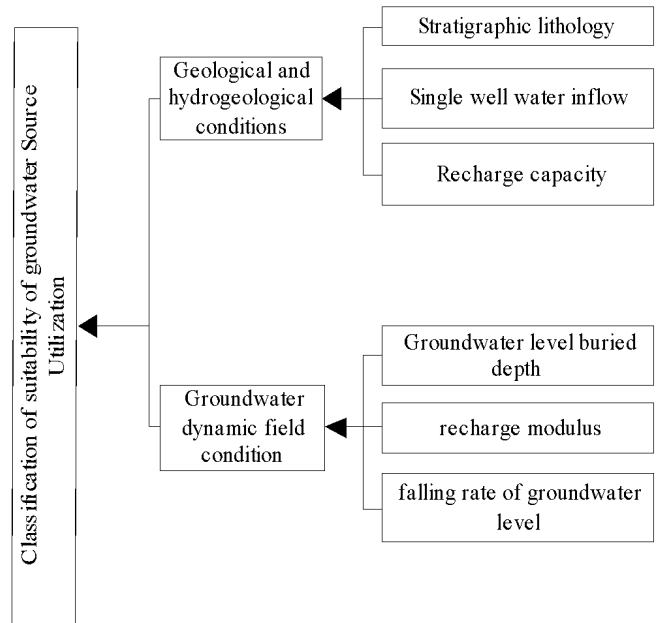 Classification of suitability of groundwater Source
Utilization
Geological and
hydrogeological
conditions
Stratigraphic lithology
Single well water inflow
Recharge capacity
Groundwater
dynamic field
condition
Groundwater level buried
depth
recharge modulus
falling rate of groundwater
level